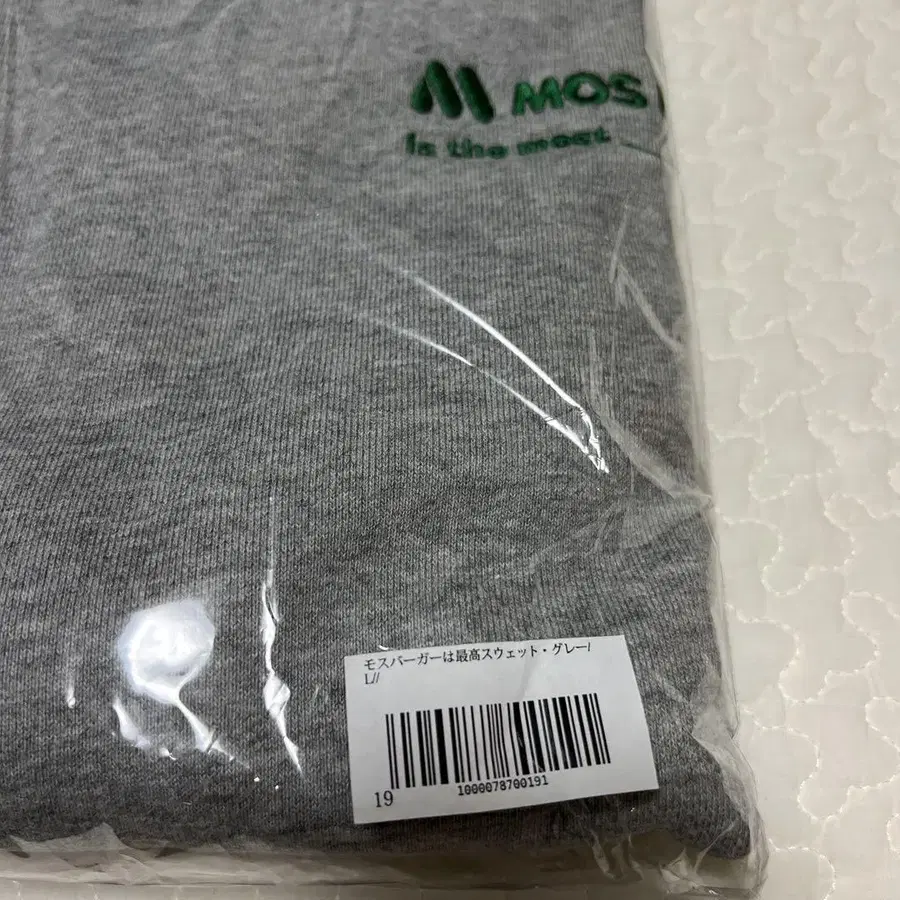 MOS
is the most
モスバーガーは最高スウェット・グレー/
L//
19
1000078700191